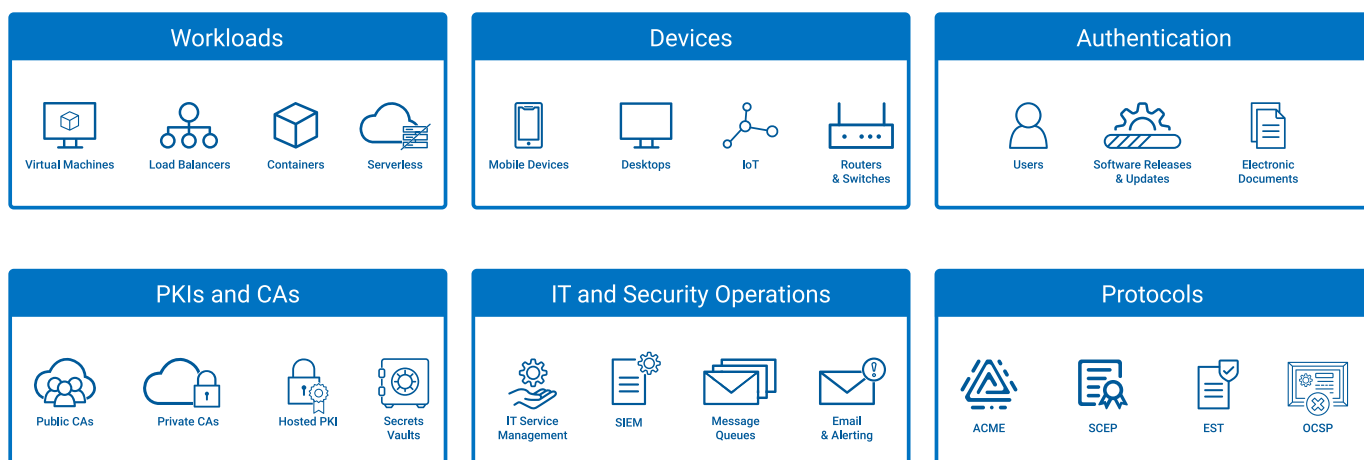 Workloads
Devices
Authentication
Virtual Machines
Load Balancers
Containers
Serverless
Mobile Devices
Desktops
IoT
Routers
& Switches
Users
Software Releases
& Updates
Electronic
Documents
PKIs and CAs
IT and Security Operations
Protocols
Public CAs
Private CAs
Hosted PKI
Secrets
Vaults
IT Service
Management
SIEM
Message
Queues
Email
& Alerting
ACME
SCEP
EST
OCSP